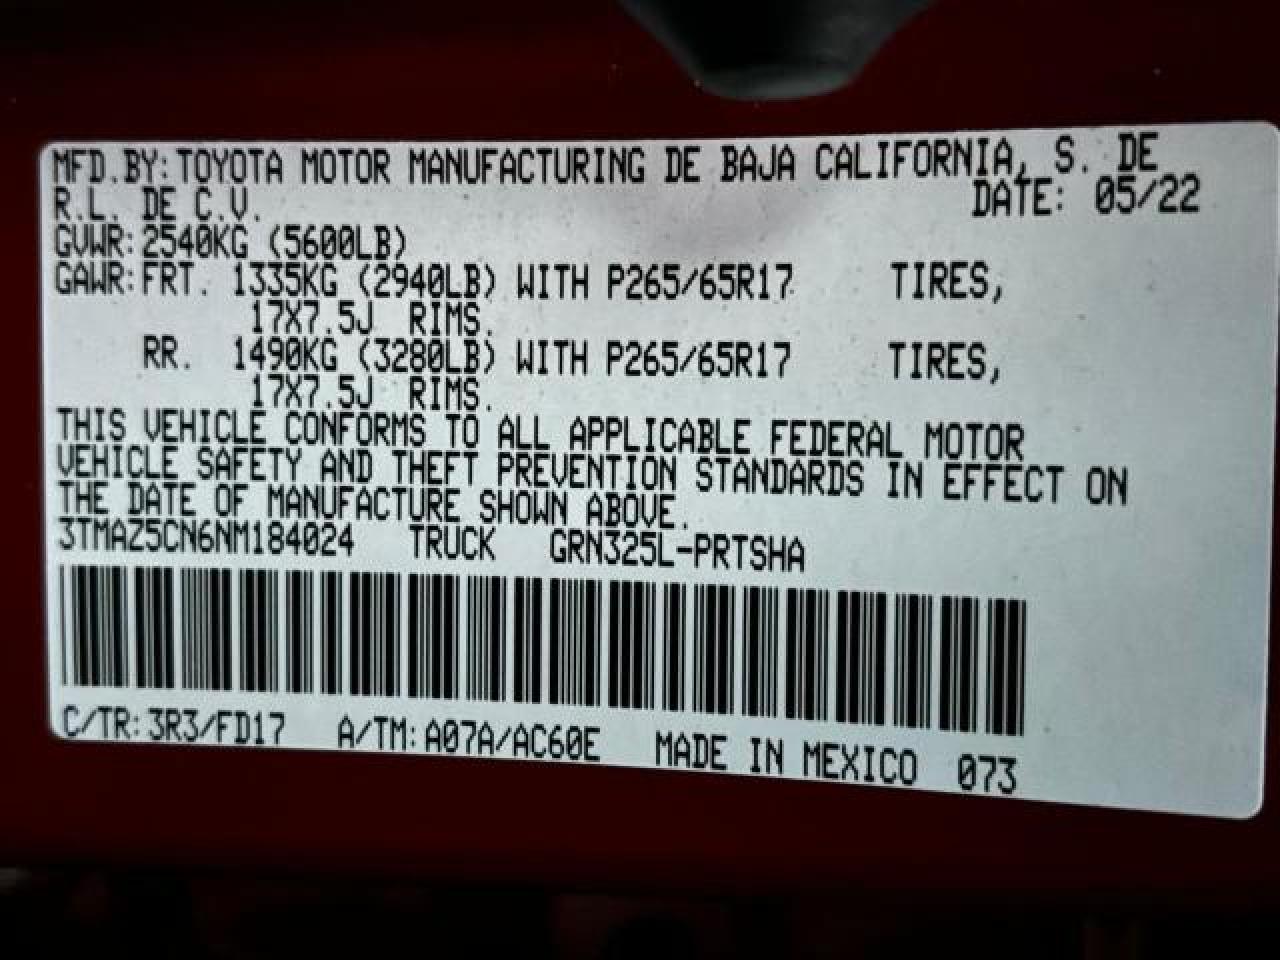 MFD.BY:TOYOTA MOTOR MANUFACTURING DE BAJA CALIFORNIA, S. DE
R.L. DE C.V. DATE: 05/22
GVWR:2540KG (5600LB)
GAWR:FRT. 1335KG (2940LB) WITH P265/65R17 TIRES,
17X7.5J RIMS.
RR. 1490KG (3280LB) WITH P265/65R17 TIRES,
17X7.5J RIMS.
THIS VEHICLE CONFORMS TO ALL APPLICABLE FEDERAL MOTOR
VEHICLE SAFETY AND THEFT PREVENTION STANDARDS IN EFFECT ON
THE DATE OF MANUFACTURE SHOWN ABOVE.
3TMAZ5CN6NM184024 TRUCK GRN325L-PRTSHA
C/TR:3R3/FD17 A/TM:A07A/AC60E MADE IN MEXICO 073